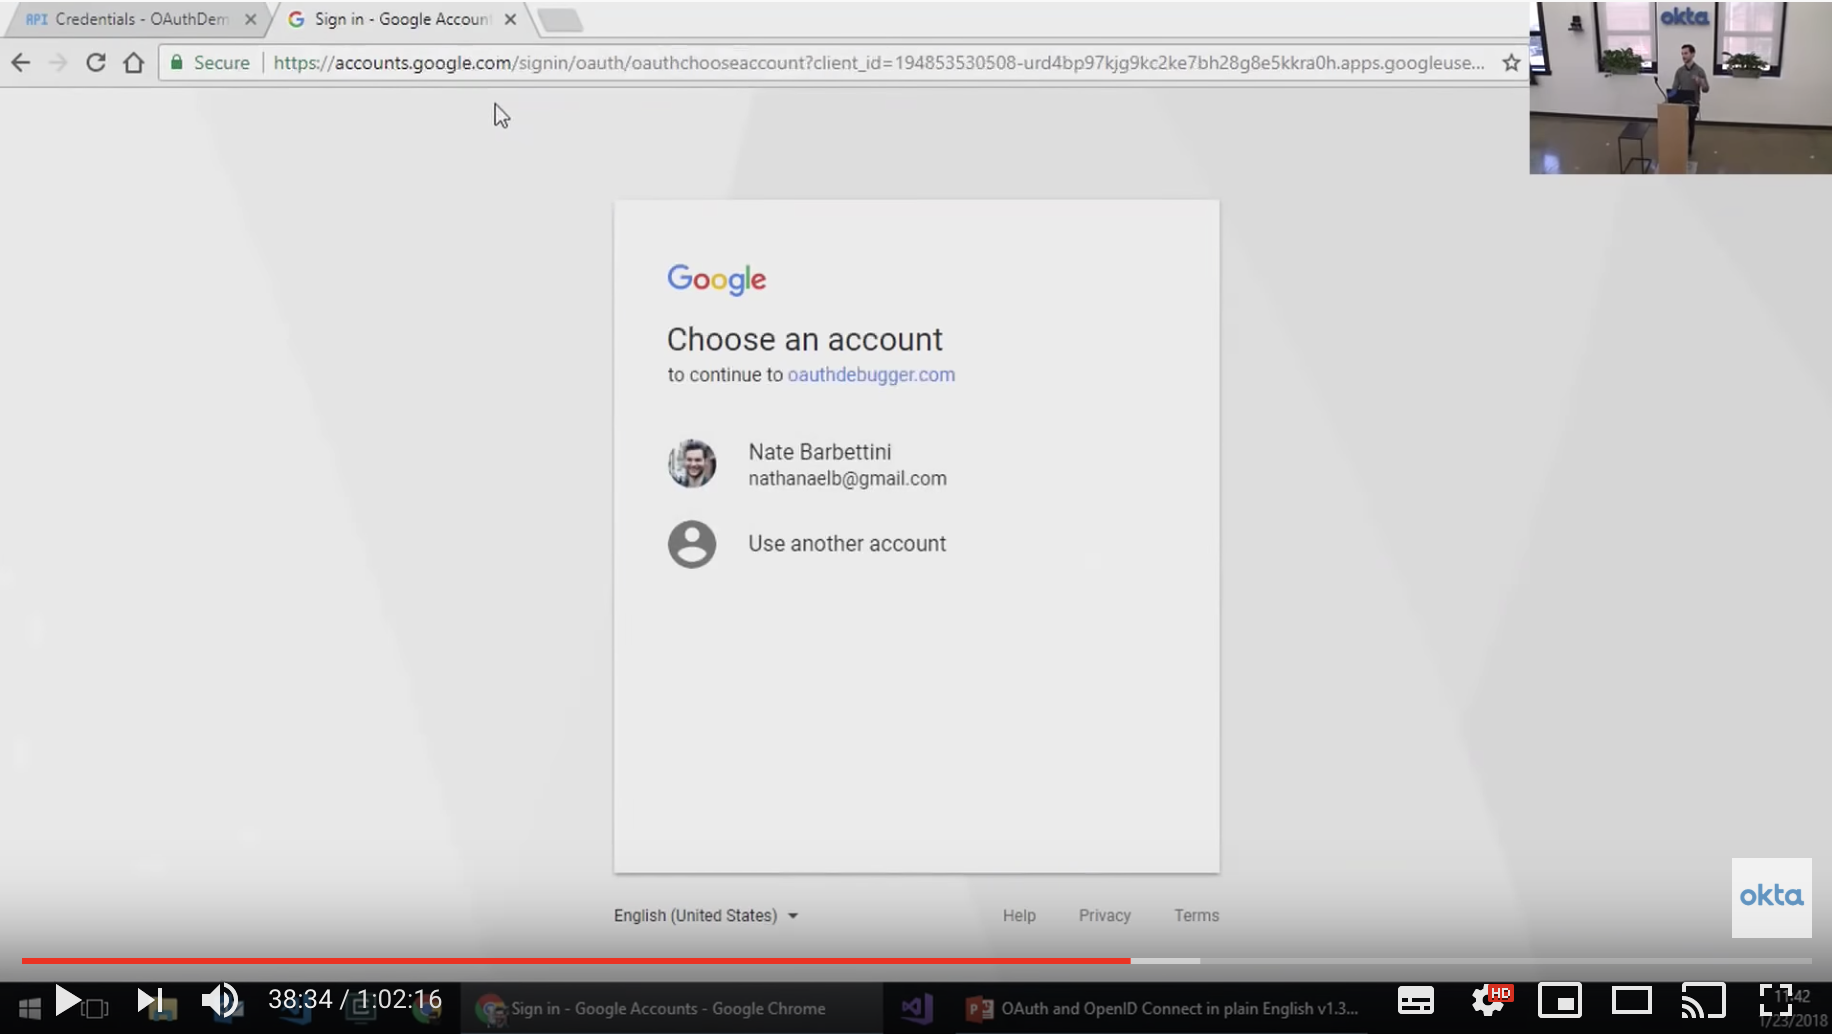 API Credentials - OAuthDem
Sign in - Google Account
Secure
https://accounts.google.com/signin/oauth/oauthchooseaccount?client_id=194853530508-urd4bp97kjg9kc2ke7bh28g8e5kkra0h.apps.googleuse...
okta
Google
Choose an account
to continue to oauthdebugger.com
Nate Barbettini
nathanaelb@gmail.com
Use another account
okta
English (United States)
Help
Privacy
Terms
38:34 / 1:02:16
Sign in - Google Accounts - Google Chrome
OAuth and OpenID Connect in plain English v1.3...
HD
11:42
1/23/2018